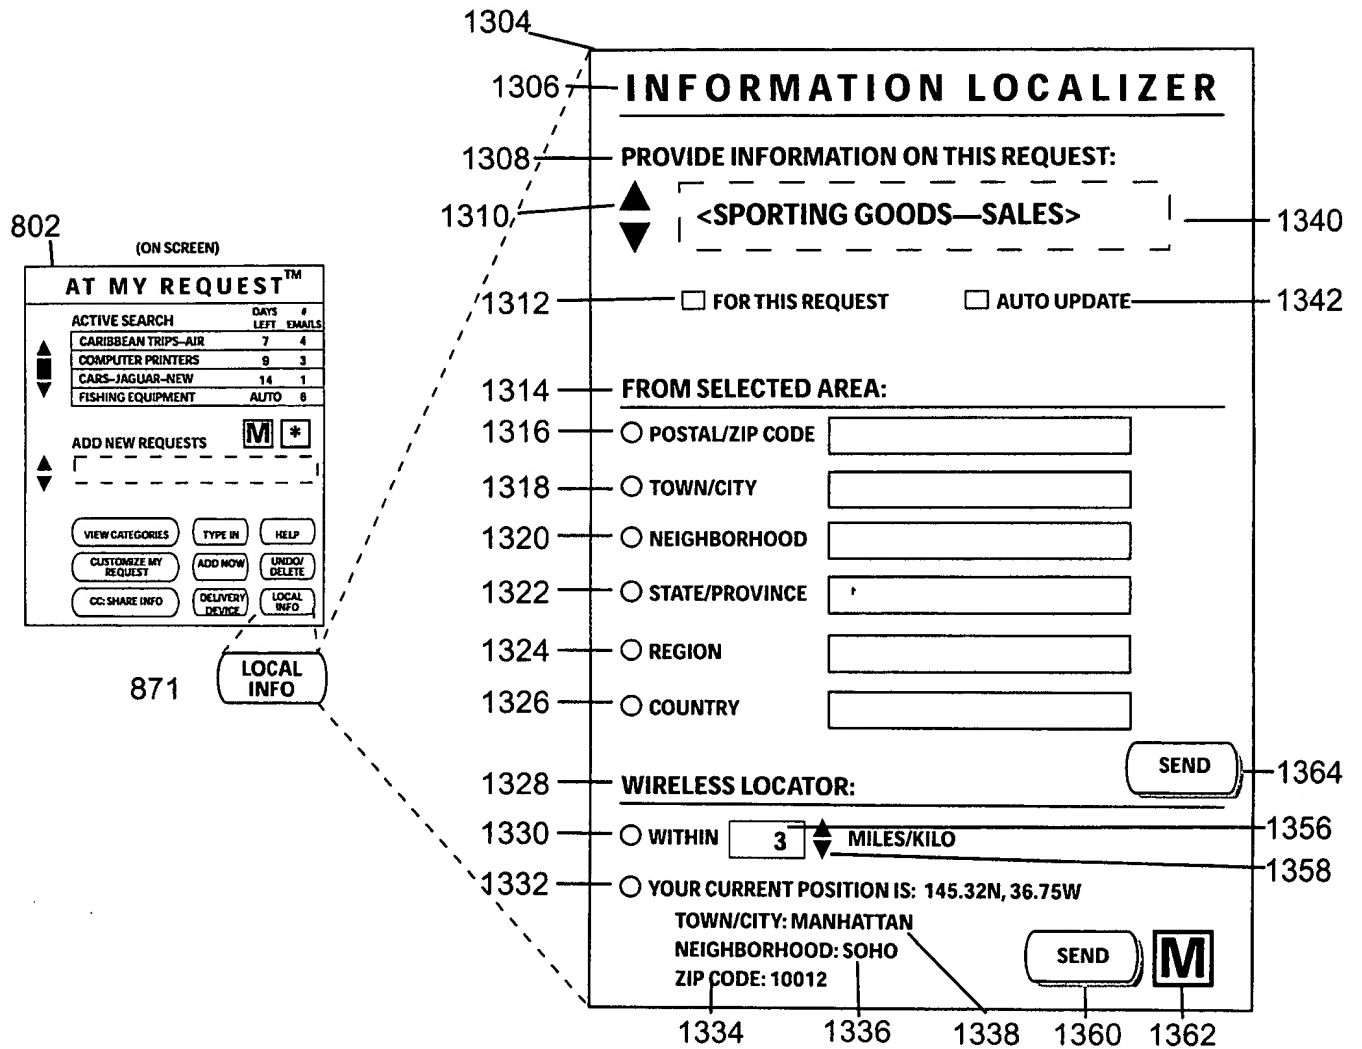 802
(ON SCREEN)
AT MY REQUEST™
ACTIVE SEARCH DAYS LEFT # EMAILS
CARIBBEAN TRIPS–AIR 7 4
COMPUTER PRINTERS 9 3
CARS–JAGUAR–NEW 14 1
FISHING EQUIPMENT AUTO 6
ADD NEW REQUESTS M *
VIEW CATEGORIES TYPE IN HELP
CUSTOMIZE MY REQUEST ADD NOW UNDO/ DELETE
CC: SHARE INFO DELIVERY DEVICE LOCAL INFO
871 LOCAL INFO
1304
1306 INFORMATION LOCALIZER
1308 PROVIDE INFORMATION ON THIS REQUEST:
1310 <SPORTING GOODS—SALES> 1340
1312 FOR THIS REQUEST AUTO UPDATE 1342
1314 FROM SELECTED AREA:
1316 POSTAL/ZIP CODE
1318 TOWN/CITY
1320 NEIGHBORHOOD
1322 STATE/PROVINCE
1324 REGION
1326 COUNTRY
SEND 1364
1328 WIRELESS LOCATOR:
1330 WITHIN 3 MILES/KILO 1356
1358
1332 YOUR CURRENT POSITION IS: 145.32N, 36.75W
TOWN/CITY: MANHATTAN
NEIGHBORHOOD: SOHO
ZIP CODE: 10012
SEND M
1334 1336 1338 1360 1362